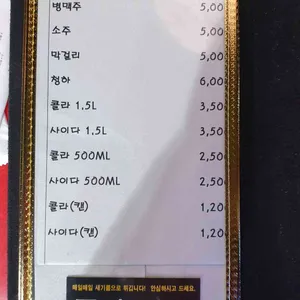 병맥주 5,00
소주 5,00
막걸리 5,00
청하 6,00
콜라 1.5L 3,50
사이다 1.5L 3,50
콜라 500ML 2,50
사이다 500ML 2,50
콜라(캔) 1,20
사이다(캔) 1,20
매일매일 새기름으로 튀깁니다! 안심하시고 드세요.